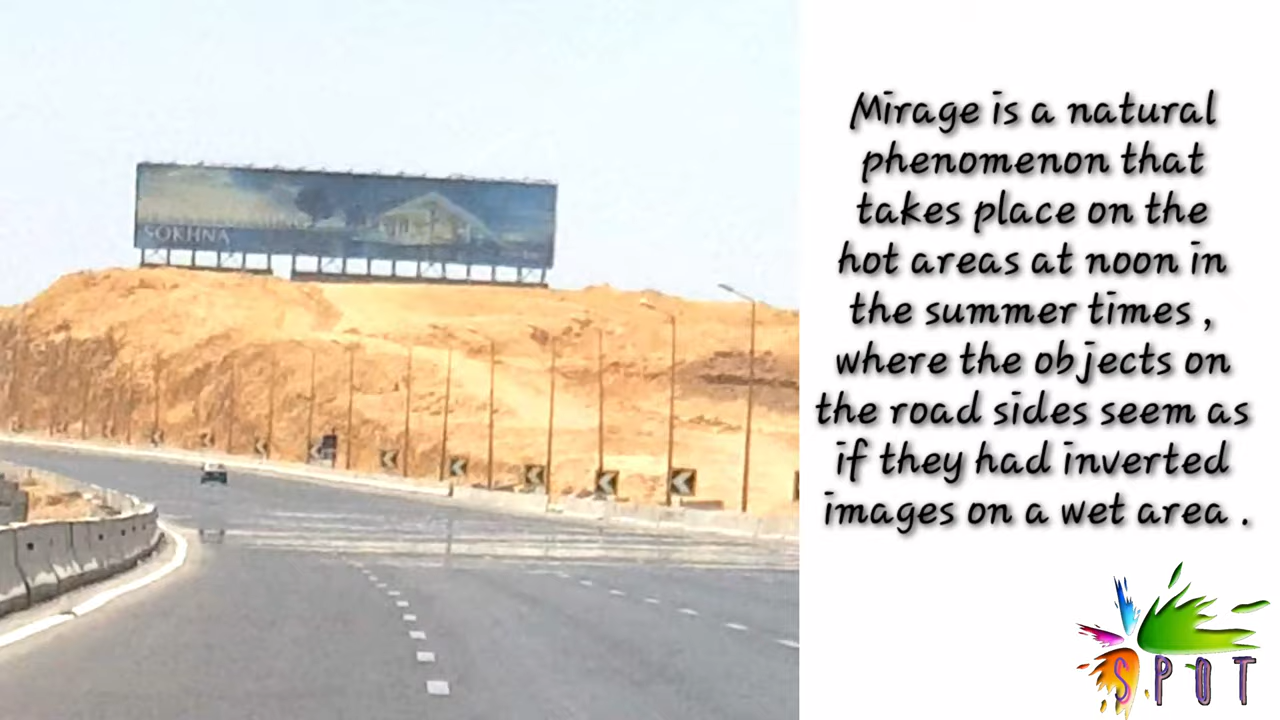 SOKHNA
Mirage is a natural
phenomenon that
takes place on the
hot areas at noon in
the summer times ,
where the objects on
the road sides seem as
if they had inverted
images on a wet area .
SPOT